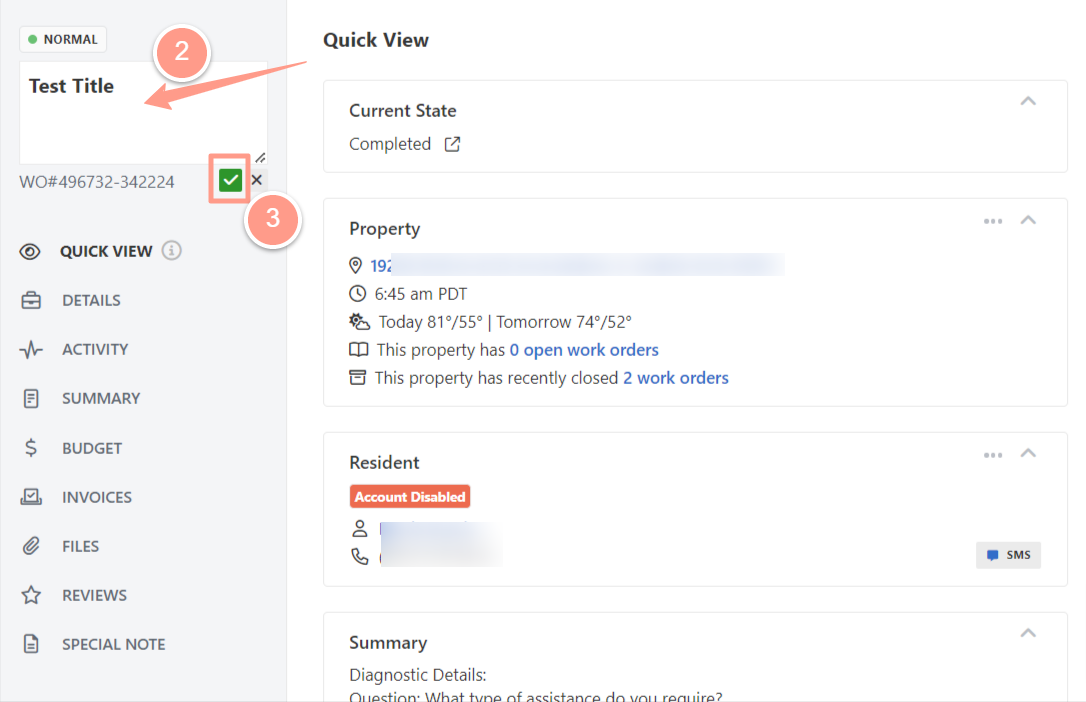 NORMAL
2
Test Title
WO#496732-342224
3
QUICK VIEW
DETAILS
ACTIVITY
SUMMARY
BUDGET
INVOICES
FILES
REVIEWS
SPECIAL NOTE
Quick View
Current State
Completed
Property
192
6:45 am PDT
Today 81°/55° | Tomorrow 74°/52°
This property has 0 open work orders
This property has recently closed 2 work orders
Resident
Account Disabled
SMS
Summary
Diagnostic Details:
Question: What type of assistance do you require?